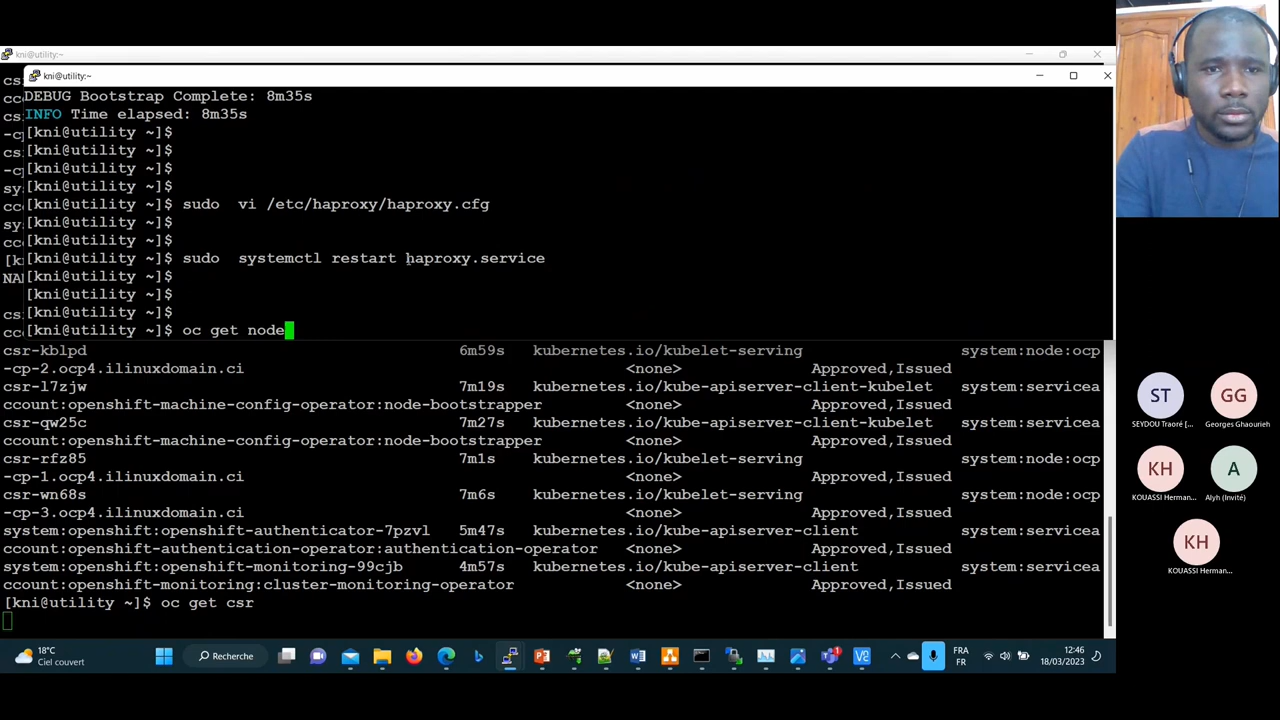 kni@utility:~
kni@utility:~
DEBUG Bootstrap Complete: 8m35s
INFO Time elapsed: 8m35s
[kni@utility ~]$
[kni@utility ~]$
[kni@utility ~]$
[kni@utility ~]$
[kni@utility ~]$ sudo  vi /etc/haproxy/haproxy.cfg
[kni@utility ~]$
[kni@utility ~]$
[kni@utility ~]$ sudo  systemctl restart haproxy.service
[kni@utility ~]$
[kni@utility ~]$
[kni@utility ~]$
[kni@utility ~]$ oc get node
csr-kblpd 6m59s kubernetes.io/kubelet-serving system:node:ocp
-cp-2.ocp4.ilinuxdomain.ci <none> Approved,Issued
csr-l7zjw 7m19s kubernetes.io/kube-apiserver-client-kubelet system:servicea
ccount:openshift-machine-config-operator:node-bootstrapper <none> Approved,Issued
csr-qw25c 7m27s kubernetes.io/kube-apiserver-client-kubelet system:servicea
ccount:openshift-machine-config-operator:node-bootstrapper <none> Approved,Issued
csr-rfz85 7m1s kubernetes.io/kubelet-serving system:node:ocp
-cp-1.ocp4.ilinuxdomain.ci <none> Approved,Issued
csr-wn68s 7m6s kubernetes.io/kubelet-serving system:node:ocp
-cp-3.ocp4.ilinuxdomain.ci <none> Approved,Issued
system:openshift:openshift-authenticator-7pzvl 5m47s kubernetes.io/kube-apiserver-client system:servicea
ccount:openshift-authentication-operator:authentication-operator <none> Approved,Issued
system:openshift:openshift-monitoring-99cjb 4m57s kubernetes.io/kube-apiserver-client system:servicea
ccount:openshift-monitoring:cluster-monitoring-operator <none> Approved,Issued
[kni@utility ~]$ oc get csr
18°C
Ciel couvert
Recherche
1
FRA
FR
12:46
18/03/2023
ST
SEYDOU Traoré [...
GG
Georges Ghaourieh
KH
KOUASSI Herman...
A
Alyh (Invité)
KH
KOUASSI Herman...